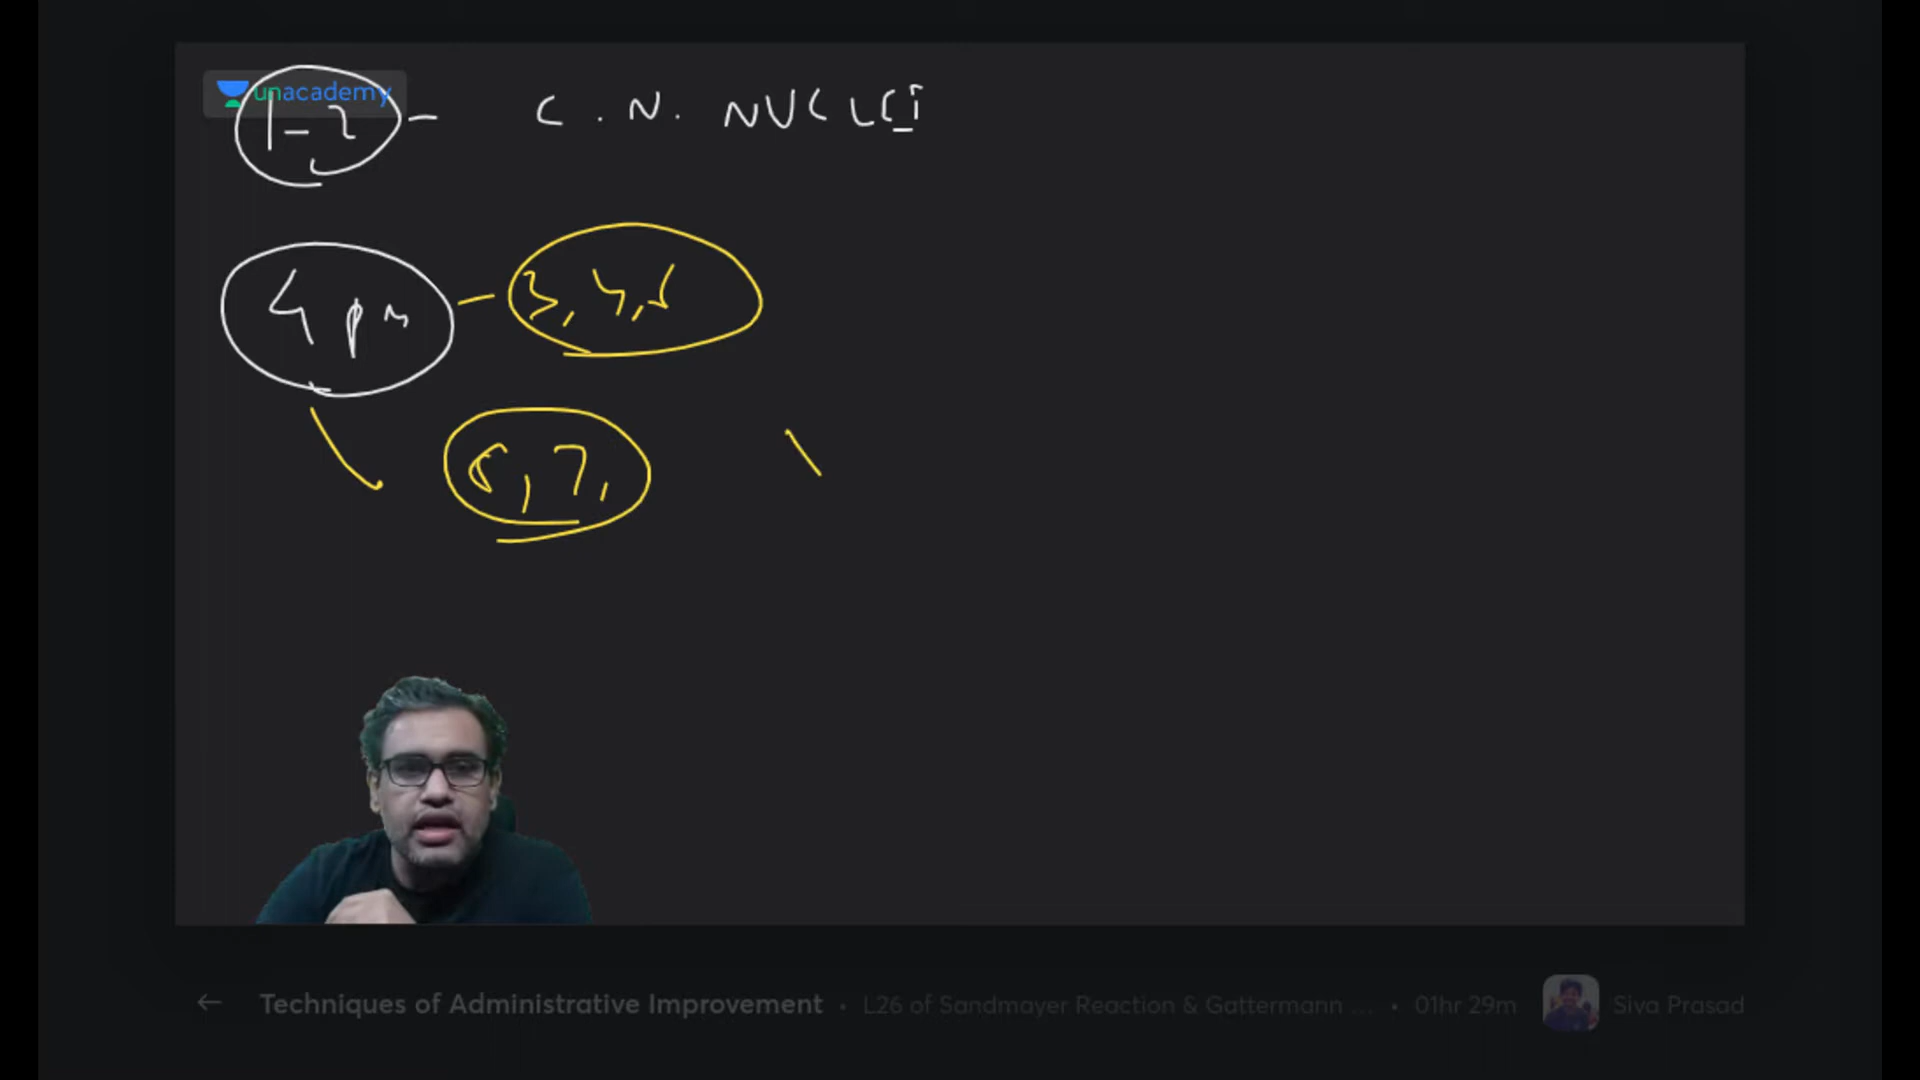 unacademy
1-2 - C. N. NUCLEI
4 pm - 3, 4, 5
8, 7,
← Techniques of Administrative Improvement • L26 of Sandmayer Reaction & Gattermann ... • 01hr 29m Siva Prasad